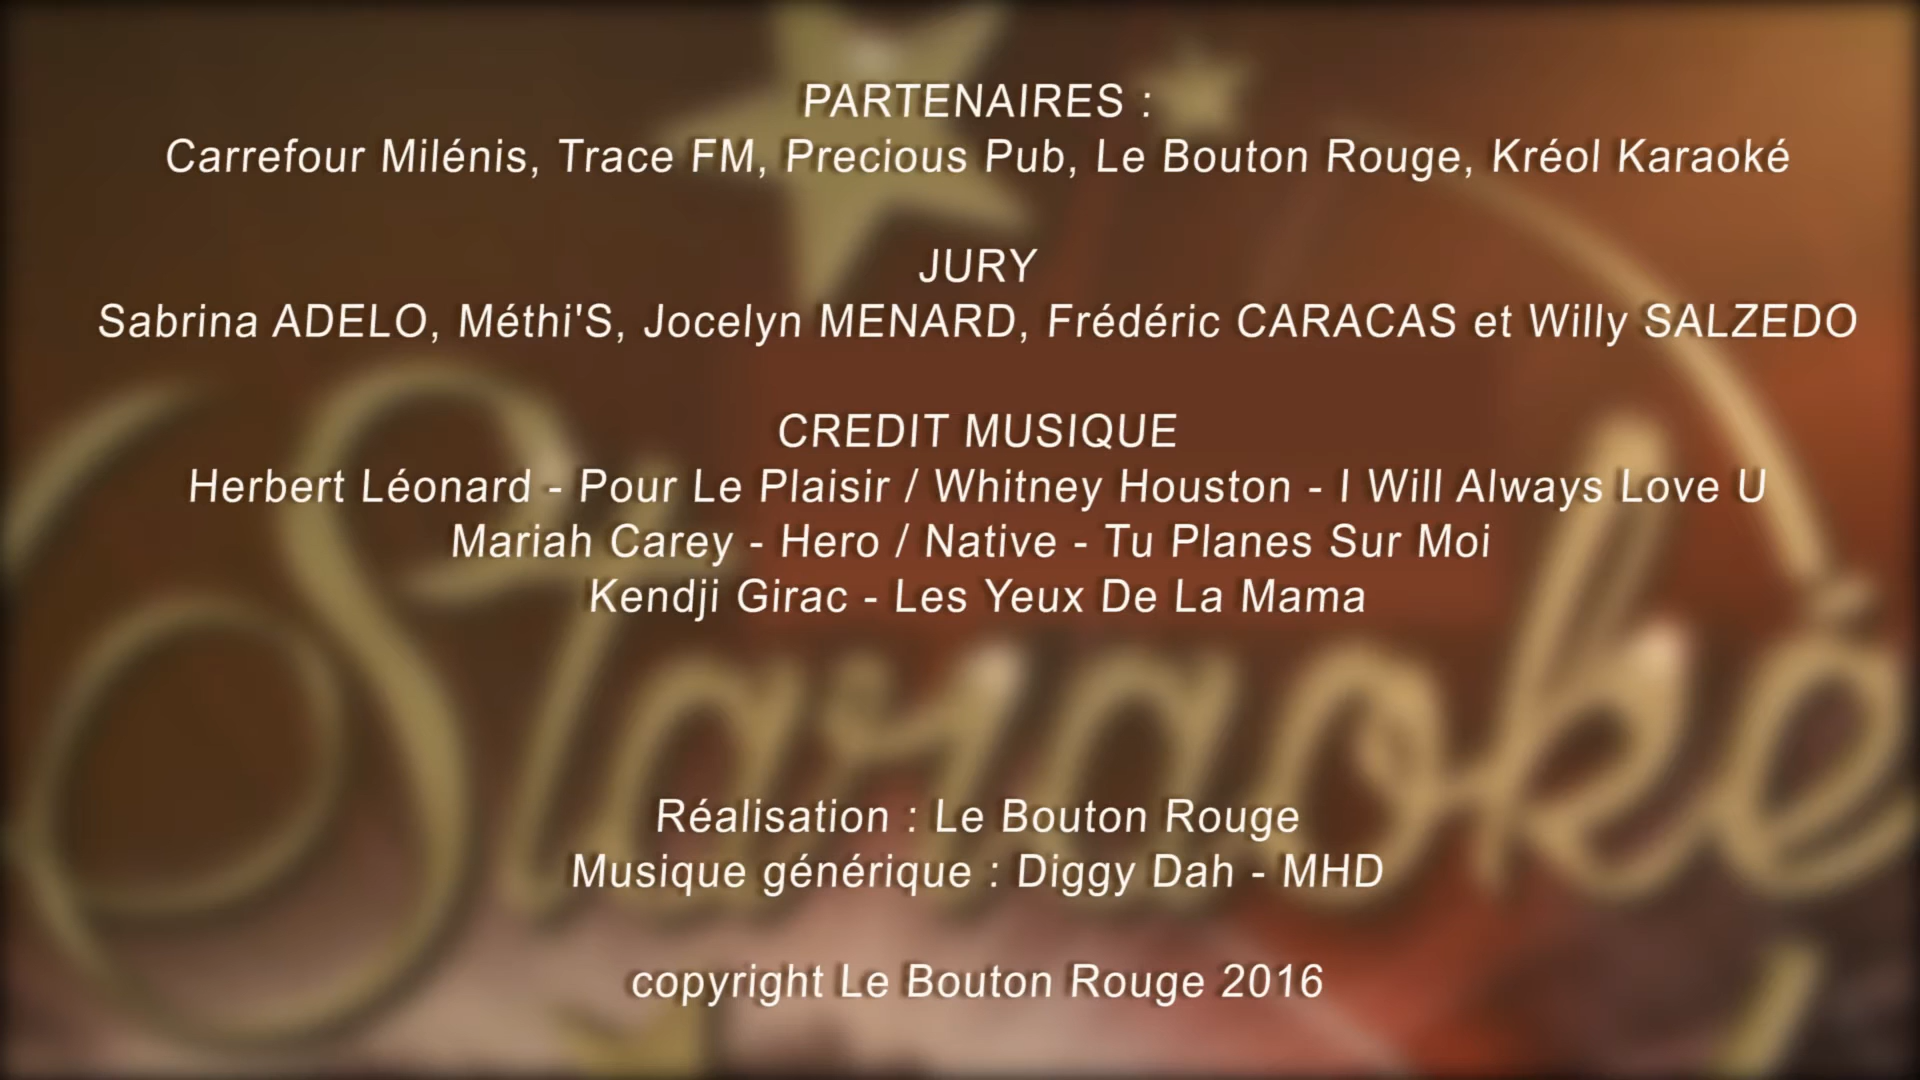 PARTENAIRES :
Carrefour Milénis, Trace FM, Precious Pub, Le Bouton Rouge, Kréol Karaoké
JURY
Sabrina ADELO, Méthi'S, Jocelyn MENARD, Frédéric CARACAS et Willy SALZEDO
CREDIT MUSIQUE
Herbert Léonard - Pour Le Plaisir / Whitney Houston - I Will Always Love U
Mariah Carey - Hero / Native - Tu Planes Sur Moi
Kendji Girac - Les Yeux De La Mama
Staraoké
Réalisation : Le Bouton Rouge
Musique générique : Diggy Dah - MHD
copyright Le Bouton Rouge 2016